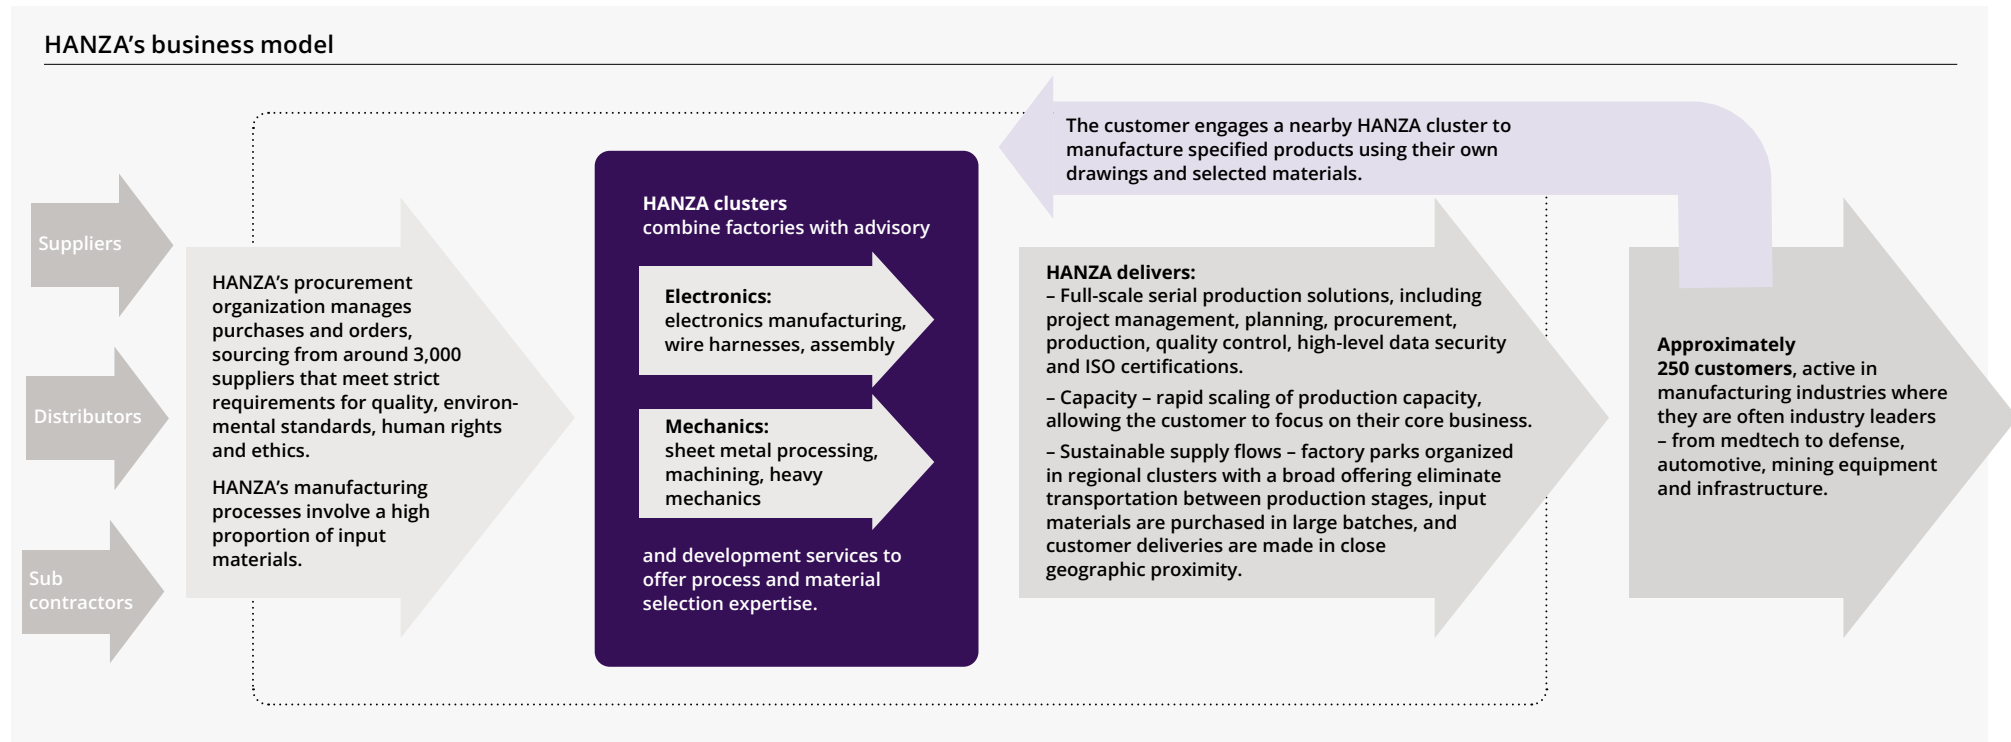 HANZA’s business model
Suppliers
Distributors
Sub
contractors
HANZA’s procurement
organization manages
purchases and orders,
sourcing from around 3,000
suppliers that meet strict
requirements for quality, environ-
mental standards, human rights
and ethics.
HANZA’s manufacturing
processes involve a high
proportion of input
materials.
HANZA clusters
combine factories with advisory
Electronics:
electronics manufacturing,
wire harnesses, assembly
Mechanics:
sheet metal processing,
machining, heavy
mechanics
and development services to
offer process and material
selection expertise.
The customer engages a nearby HANZA cluster to
manufacture specified products using their own
drawings and selected materials.
HANZA delivers:
– Full-scale serial production solutions, including
project management, planning, procurement,
production, quality control, high-level data security
and ISO certifications.
– Capacity – rapid scaling of production capacity,
allowing the customer to focus on their core business.
– Sustainable supply flows – factory parks organized
in regional clusters with a broad offering eliminate
transportation between production stages, input
materials are purchased in large batches, and
customer deliveries are made in close
geographic proximity.
Approximately
250 customers, active in
manufacturing industries where
they are often industry leaders
– from medtech to defense,
automotive, mining equipment
and infrastructure.